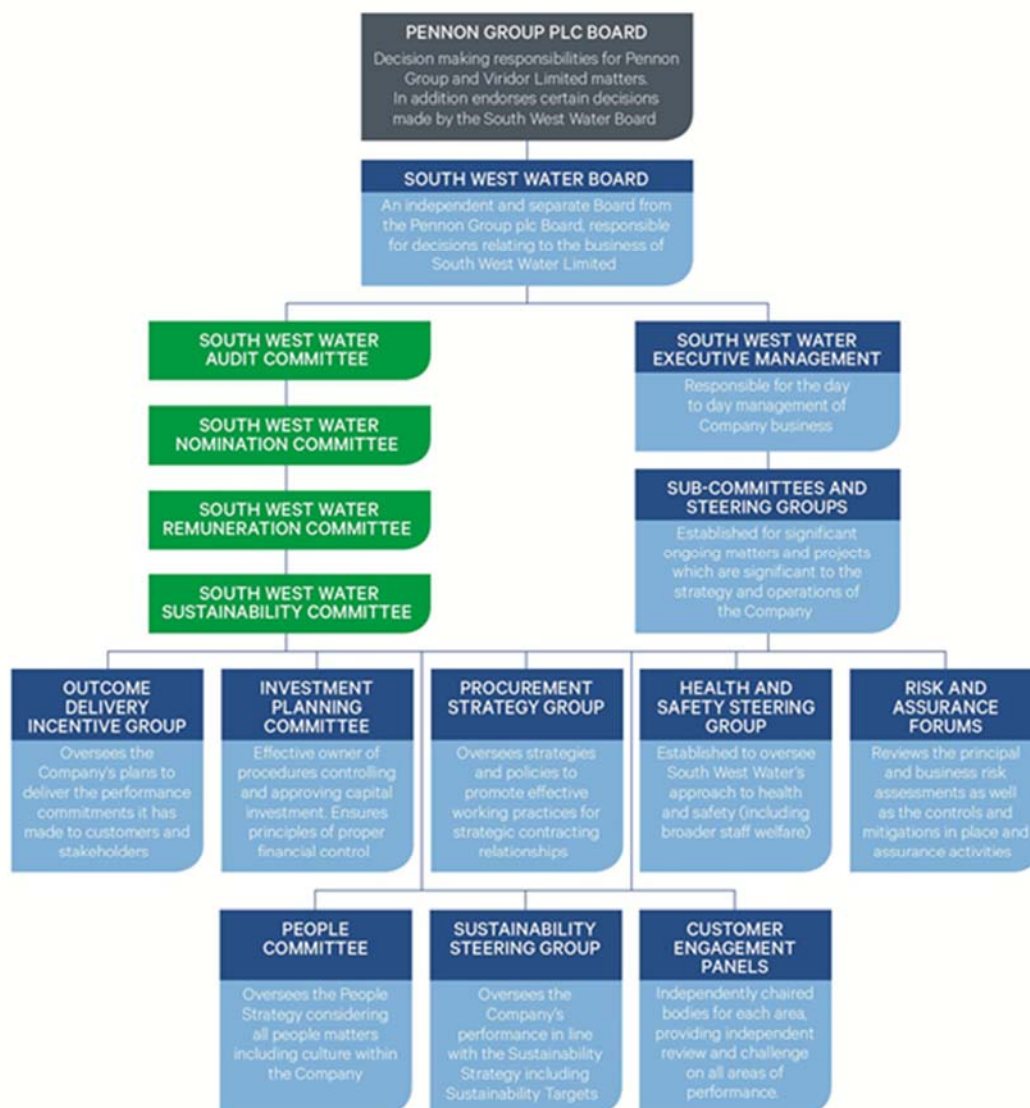 PENNON GROUP PLC BOARD
Decision making responsibilities for Pennon
Group and Viridor Limited matters.
In addition endorses certain decisions
made by the South West Water Board
SOUTH WEST WATER BOARD
An independent and separate Board from
the Pennon Group plc Board, responsible
for decisions relating to the business of
South West Water Limited
SOUTH WEST WATER
AUDIT COMMITTEE
SOUTH WEST WATER
NOMINATION COMMITTEE
SOUTH WEST WATER
REMUNERATION COMMITTEE
SOUTH WEST WATER
SUSTAINABILITY COMMITTEE
SOUTH WEST WATER
EXECUTIVE MANAGEMENT
Responsible for the day
to day management of
Company business
SUB-COMMITTEES AND
STEERING GROUPS
Established for significant
ongoing matters and projects
which are significant to the
strategy and operations of
the Company
OUTCOME
DELIVERY
INCENTIVE GROUP
Oversees the
Company's plans to
deliver the performance
commitments it has
made to customers and
stakeholders
INVESTMENT
PLANNING
COMMITTEE
Effective owner of
procedures controlling
and approving capital
investment. Ensures
principles of proper
financial control
PROCUREMENT
STRATEGY GROUP
Oversees strategies
and policies to
promote effective
working practices for
strategic contracting
relationships
HEALTH AND
SAFETY STEERING
GROUP
Established to oversee
South West Water's
approach to health
and safety (including
broader staff welfare)
RISK AND
ASSURANCE
FORUMS
Reviews the principal
and business risk
assessments as well
as the controls and
mitigations in place and
assurance activities
PEOPLE
COMMITTEE
Oversees the People
Strategy considering
all people matters
including culture within
the Company
SUSTAINABILITY
STEERING GROUP
Oversees the
Company's
performance in line
with the Sustainability
Strategy including
Sustainability Targets
CUSTOMER
ENGAGEMENT
PANELS
Independently chaired
bodies for each area,
providing independent
review and challenge
on all areas of
performance.